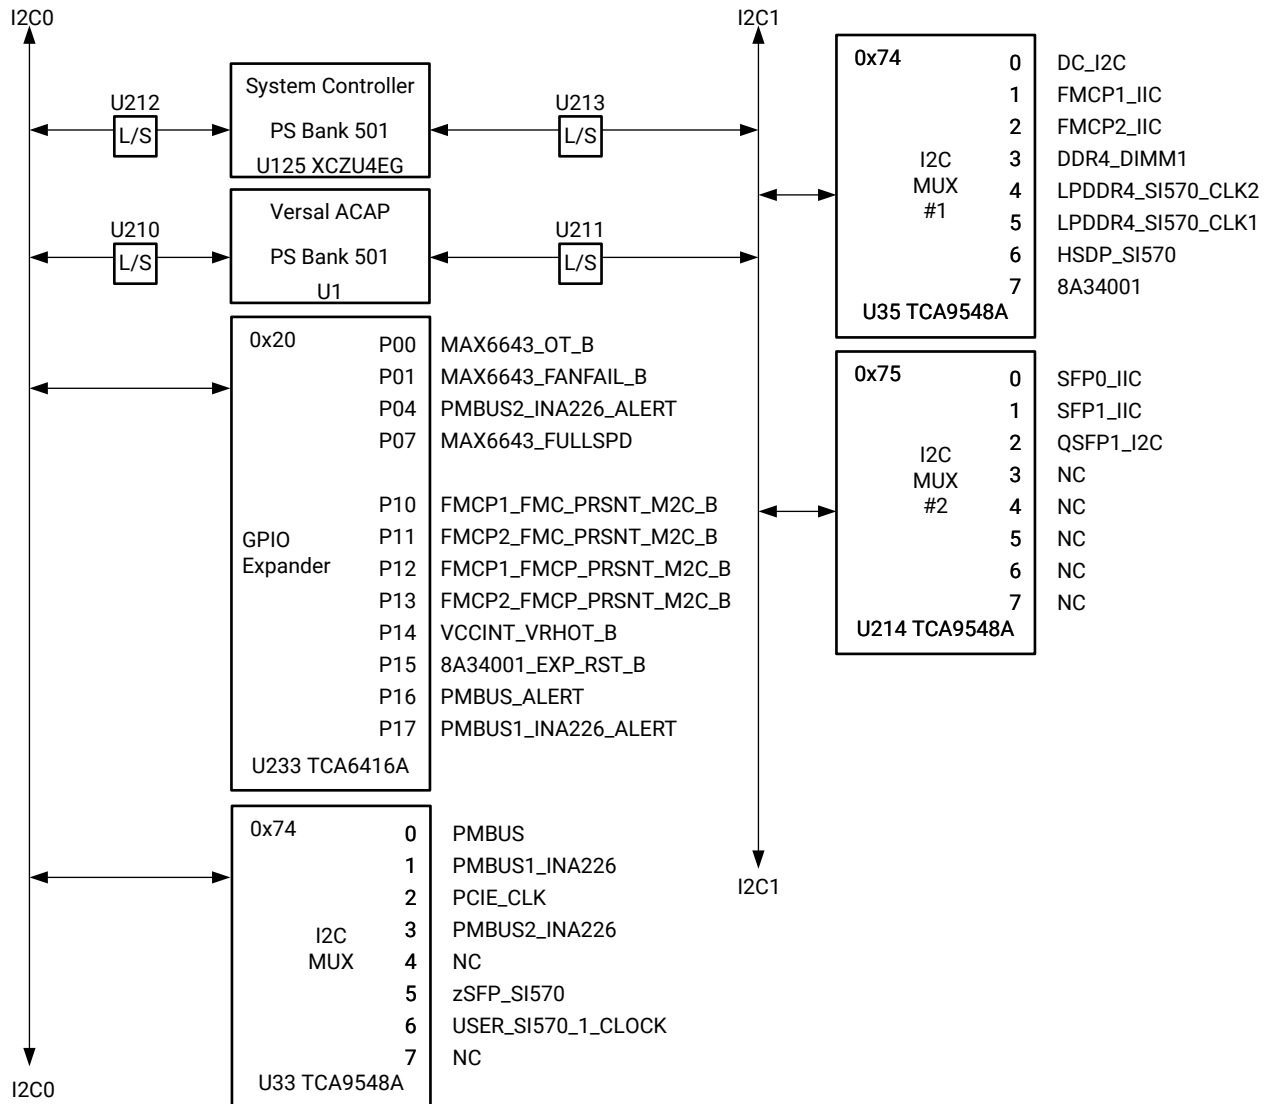 I2C0
U212
L/S
System Controller
PS Bank 501
U125 XCZU4EG
U213
L/S
I2C1
U210
L/S
Versal ACAP
PS Bank 501
U1
U211
L/S
0x20
GPIO
Expander
P00 MAX6643_OT_B
P01 MAX6643_FANFAIL_B
P04 PMBUS2_INA226_ALERT
P07 MAX6643_FULLSPD
P10 FMCP1_FMC_PRSNT_M2C_B
P11 FMCP2_FMC_PRSNT_M2C_B
P12 FMCP1_FMCP_PRSNT_M2C_B
P13 FMCP2_FMCP_PRSNT_M2C_B
P14 VCCINT_VRHOT_B
P15 8A34001_EXP_RST_B
P16 PMBUS_ALERT
P17 PMBUS1_INA226_ALERT
U233 TCA6416A
0x74
I2C
MUX
0 PMBUS
1 PMBUS1_INA226
2 PCIE_CLK
3 PMBUS2_INA226
4 NC
5 zSFP_SI570
6 USER_SI570_1_CLOCK
7 NC
U33 TCA9548A
I2C0
0x74
I2C
MUX
#1
0 DC_I2C
1 FMCP1_IIC
2 FMCP2_IIC
3 DDR4_DIMM1
4 LPDDR4_SI570_CLK2
5 LPDDR4_SI570_CLK1
6 HSDP_SI570
7 8A34001
U35 TCA9548A
0x75
I2C
MUX
#2
0 SFP0_IIC
1 SFP1_IIC
2 QSFP1_I2C
3 NC
4 NC
5 NC
6 NC
7 NC
U214 TCA9548A
I2C1